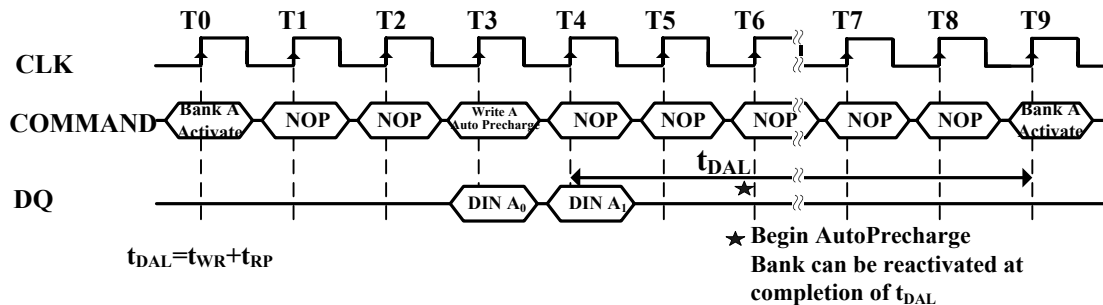 T0 T1 T2 T3 T4 T5 T6 T7 T8 T9
CLK
COMMAND
Bank A Activate
NOP
NOP
Write A Auto Precharge
NOP
NOP
NOP
NOP
NOP
Bank A Activate
tDAL
DQ
DIN A0
DIN A1
tDAL=tWR+tRP
★ Begin AutoPrecharge
Bank can be reactivated at
completion of tDAL